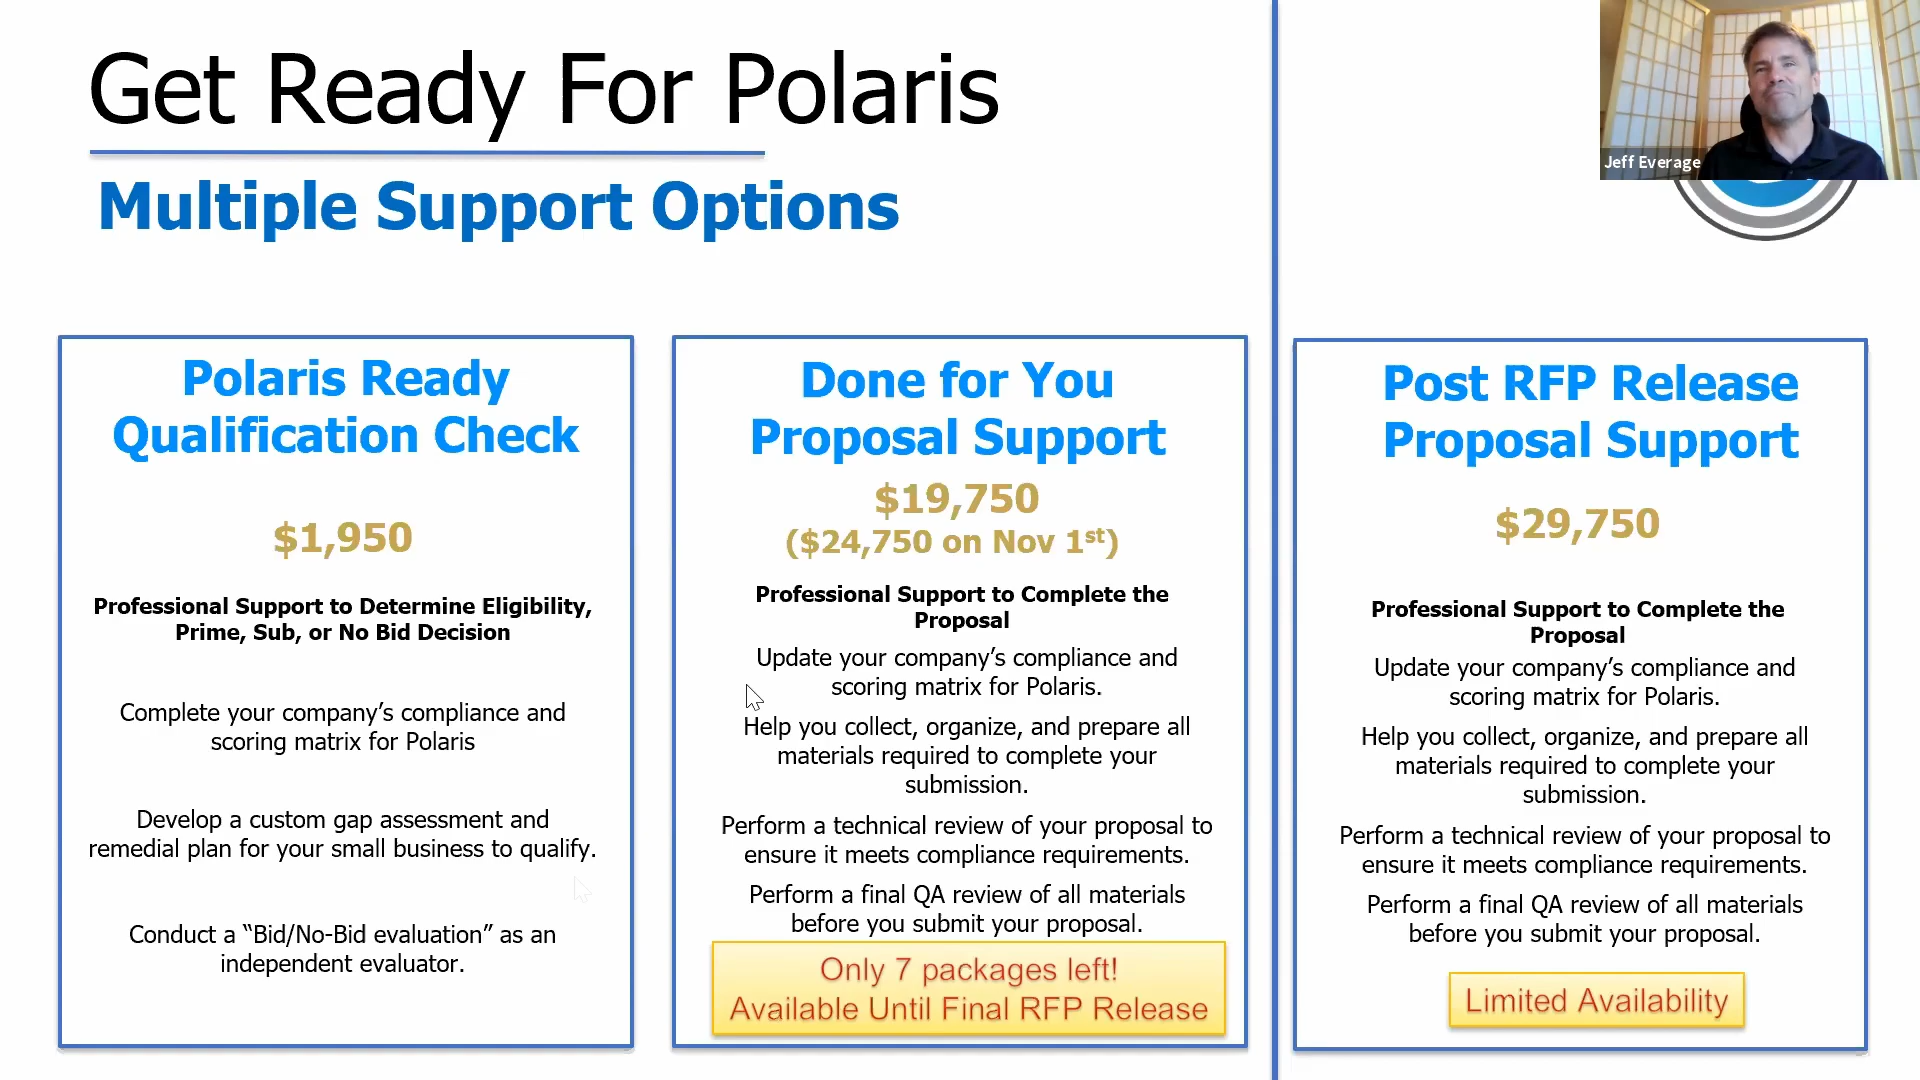 Get Ready For Polaris
Multiple Support Options
Jeff Everage
Polaris Ready
Qualification Check
$1,950
Professional Support to Determine Eligibility,
Prime, Sub, or No Bid Decision
Complete your company’s compliance and
scoring matrix for Polaris
Develop a custom gap assessment and
remedial plan for your small business to qualify.
Conduct a “Bid/No-Bid evaluation” as an
independent evaluator.
Done for You
Proposal Support
$19,750
($24,750 on Nov 1st)
Professional Support to Complete the
Proposal
Update your company’s compliance and
scoring matrix for Polaris.
Help you collect, organize, and prepare all
materials required to complete your
submission.
Perform a technical review of your proposal to
ensure it meets compliance requirements.
Perform a final QA review of all materials
before you submit your proposal.
Only 7 packages left!
Available Until Final RFP Release
Post RFP Release
Proposal Support
$29,750
Professional Support to Complete the
Proposal
Update your company’s compliance and
scoring matrix for Polaris.
Help you collect, organize, and prepare all
materials required to complete your
submission.
Perform a technical review of your proposal to
ensure it meets compliance requirements.
Perform a final QA review of all materials
before you submit your proposal.
Limited Availability